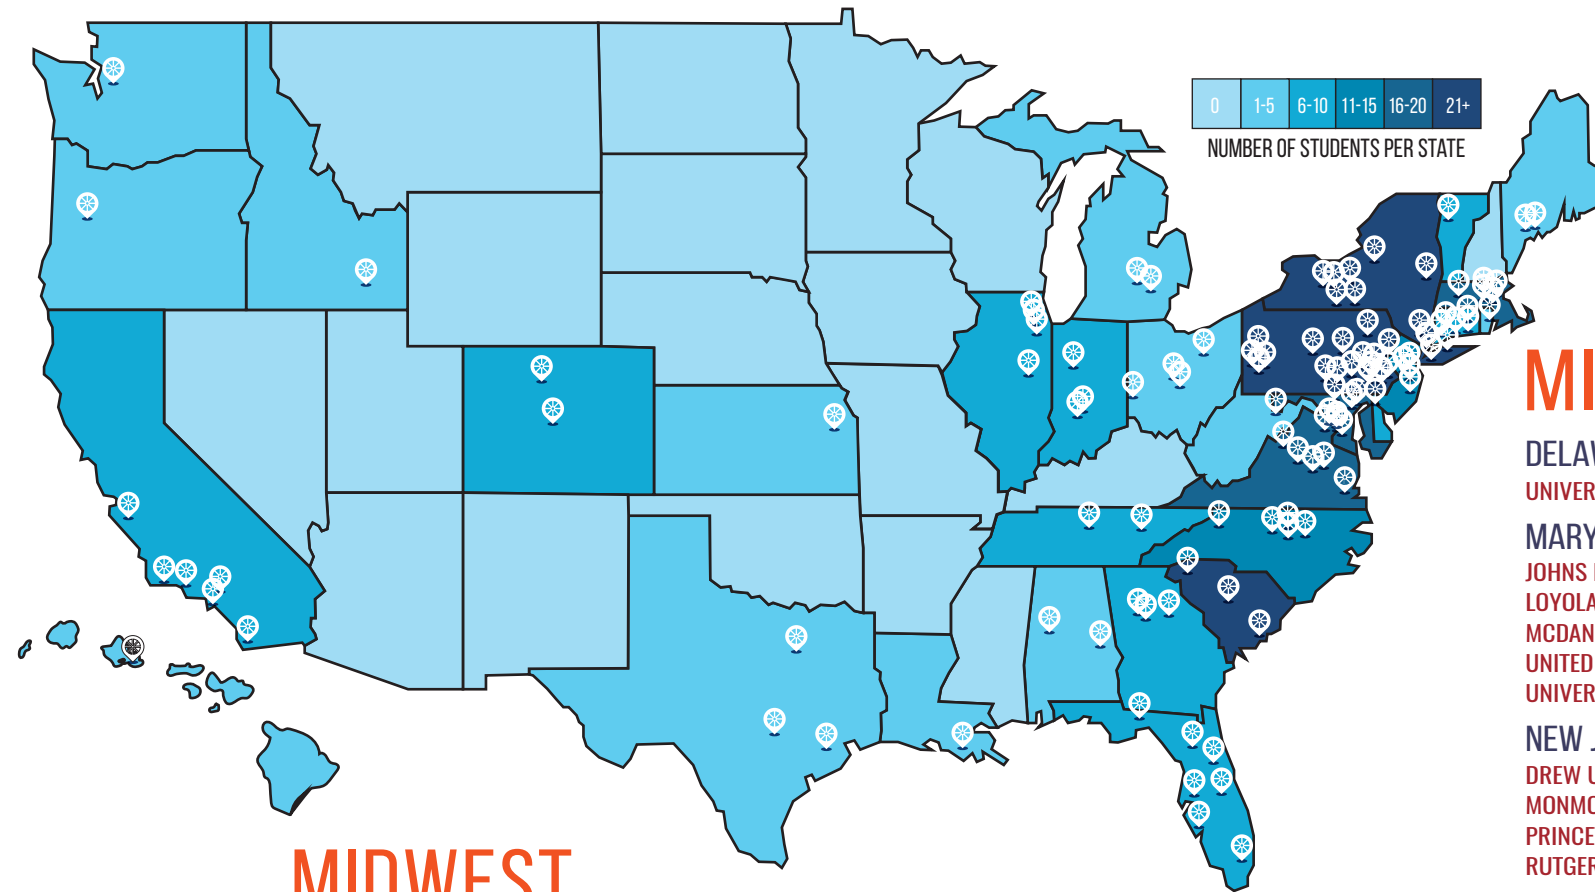 0 1-5 6-10 11-15 16-20 21+
NUMBER OF STUDENTS PER STATE
MI
DELAW
UNIVER
MARY
JOHNS
LOYOLA
MCDAN
UNITED
UNIVER
NEW
DREW U
MONMO
PRINCE
RUTGER
MIDWEST